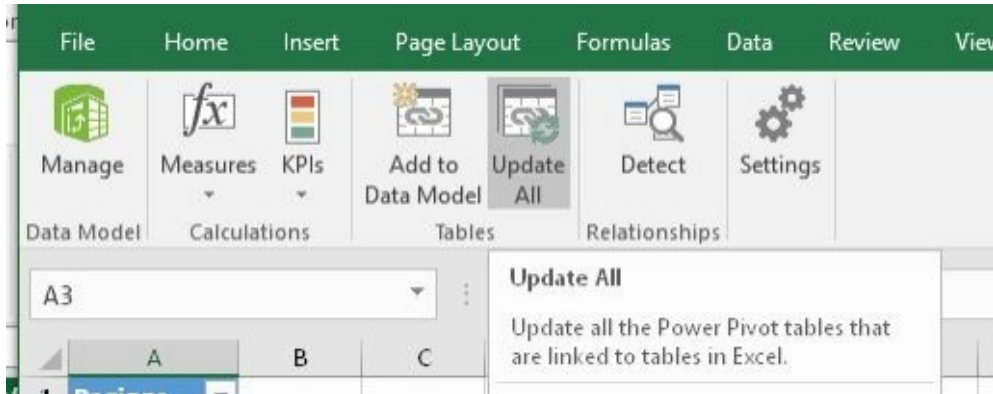 File Home Insert Page Layout Formulas Data Review View
Manage Measures KPIs Add to Data Model Update All Detect Settings
Data Model Calculations Tables Relationships
A3
Update All
Update all the Power Pivot tables that
are linked to tables in Excel.
A B C
1 Regions